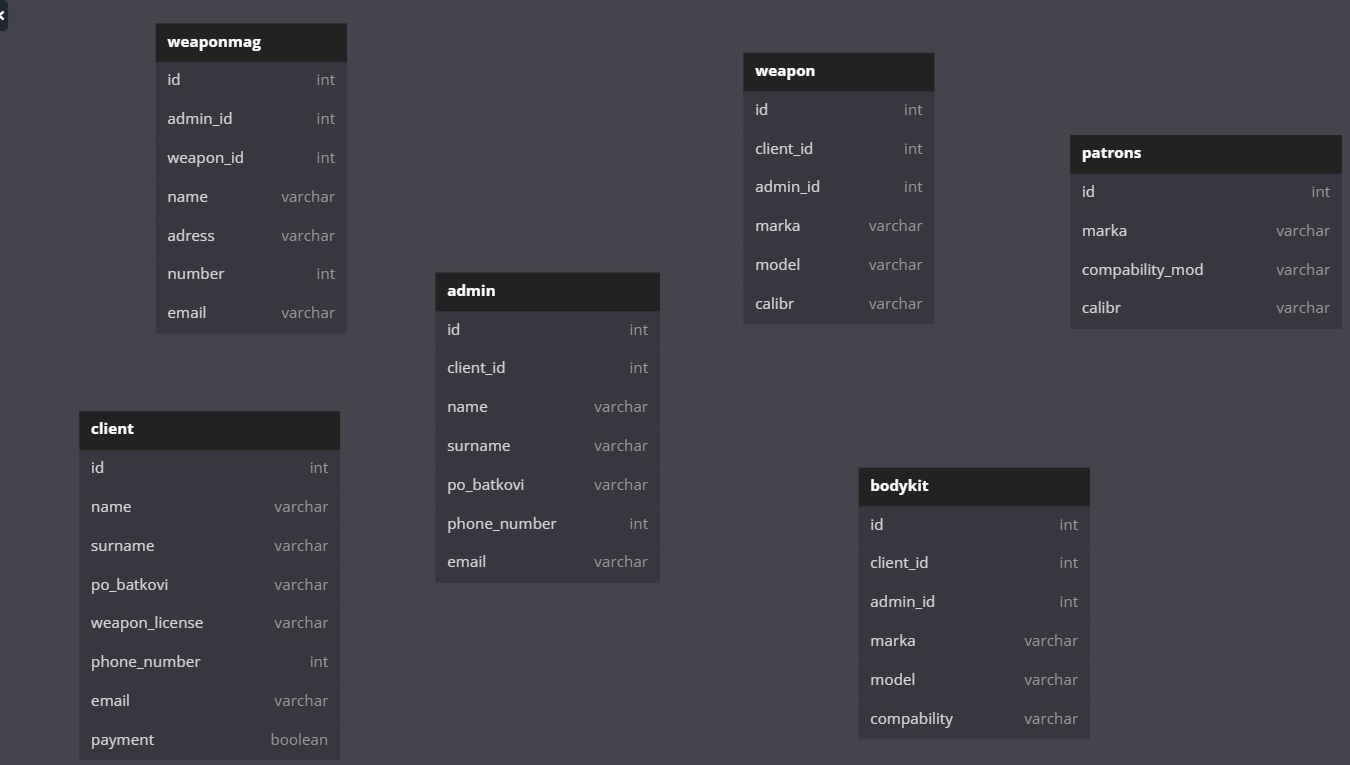 weaponmag
id int
admin_id int
weapon_id int
name varchar
adress varchar
number int
email varchar
client
id int
name varchar
surname varchar
po_batkovi varchar
weapon_license varchar
phone_number int
email varchar
payment boolean
admin
id int
client_id int
name varchar
surname varchar
po_batkovi varchar
phone_number int
email varchar
weapon
id int
client_id int
admin_id int
marka varchar
model varchar
calibr varchar
patrons
id int
marka varchar
compability_mod varchar
calibr varchar
bodykit
id int
client_id int
admin_id int
marka varchar
model varchar
compability varchar